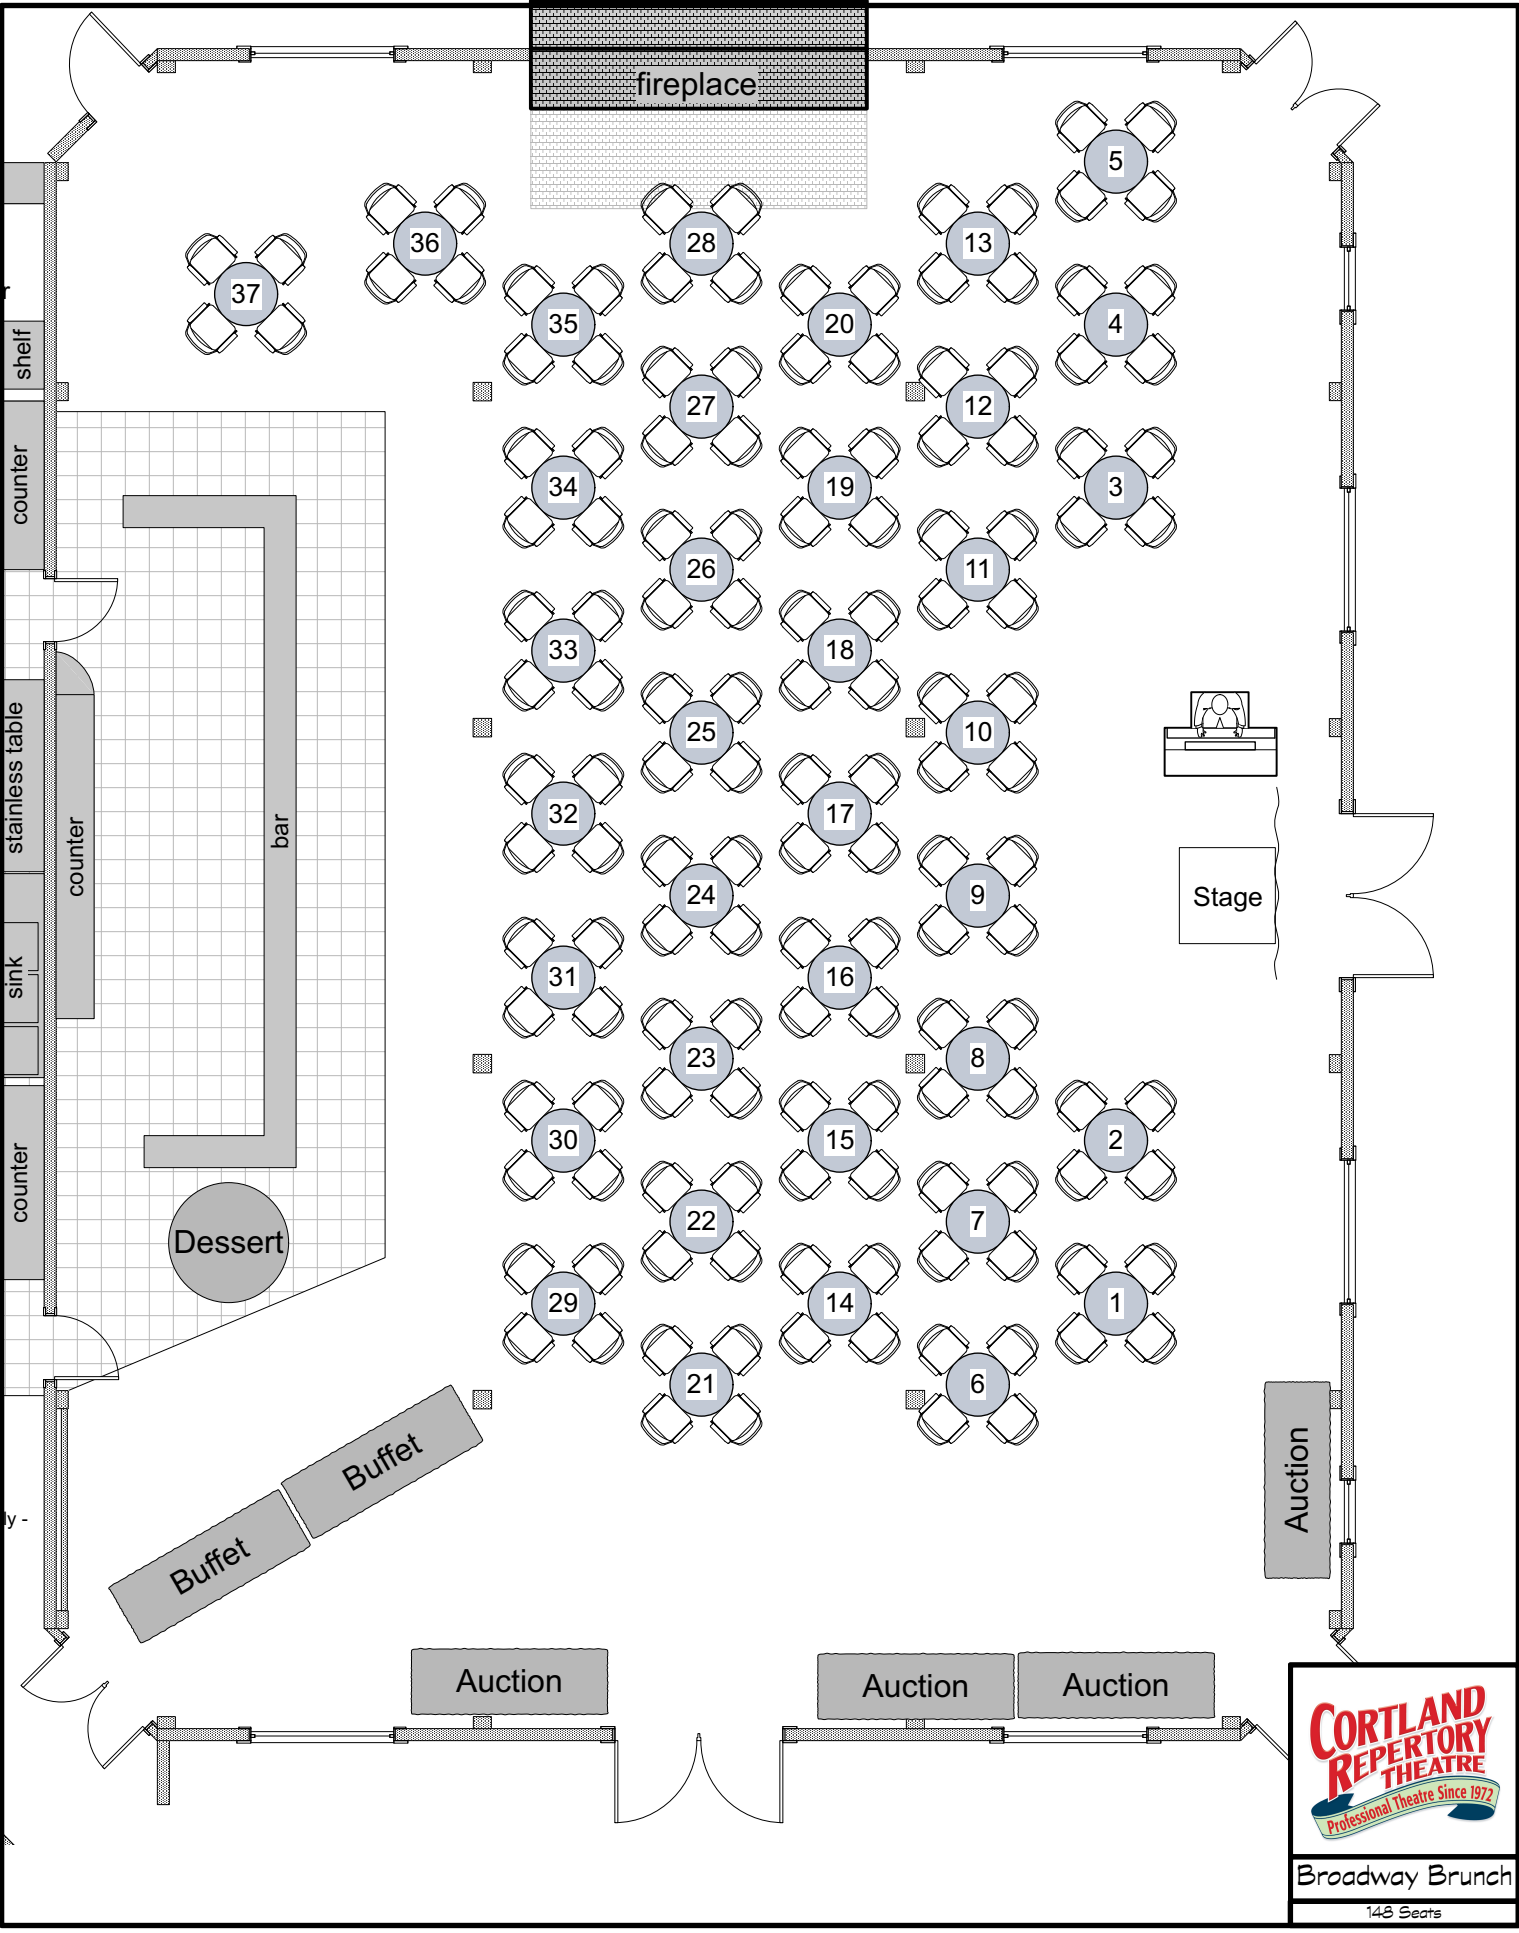 fireplace
5
36
28
13
37
r
35
20
4
shelf
27
12
counter
34
19
3
26
11
33
18
25
10
stainless table
counter
bar
32
17
24
9
Stage
sink
31
16
23
8
counter
30
15
2
22
7
Dessert
29
14
1
21
6
Buffet
Auction
ly -
Buffet
Auction
Auction
Auction
CORTLAND
REPERTORY
THEATRE
Professional Theatre Since 1972
Broadway Brunch
148 Seats